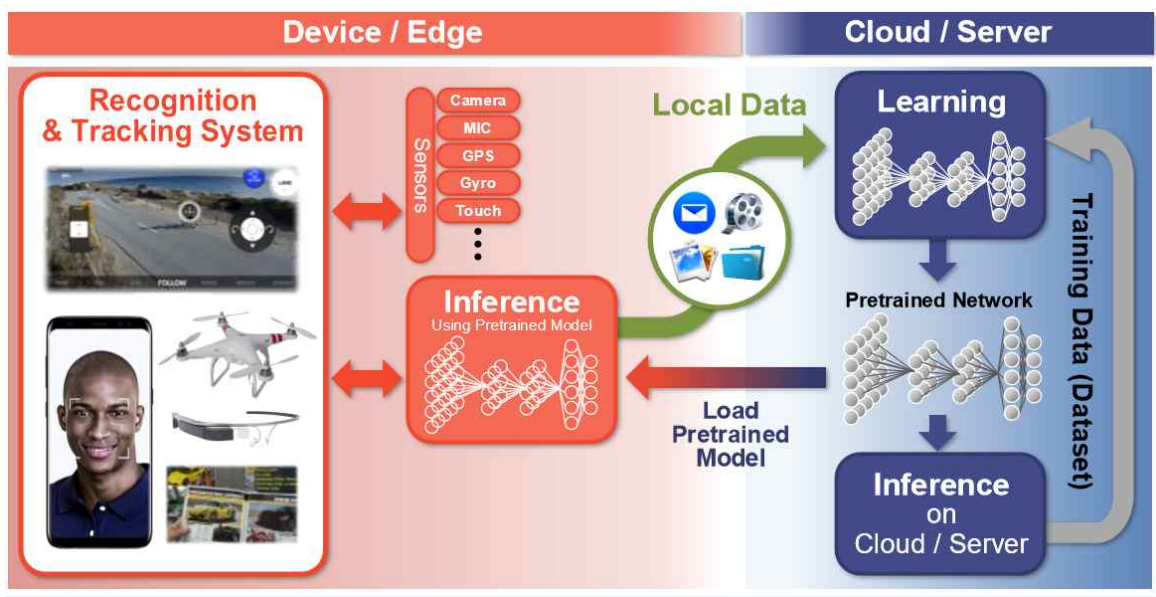 Device / Edge
Cloud / Server
Recognition
& Tracking System
FOLLOW
Sensors
Camera
MIC
GPS
Gyro
Touch
Inference
Using Pretrained Model
Local Data
Load
Pretrained
Model
Learning
Pretrained Network
Inference
on
Cloud / Server
Training Data (Dataset)